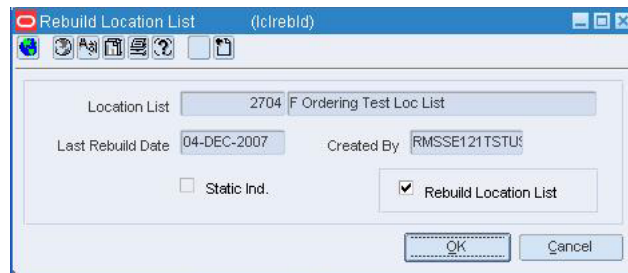 Rebuild Location List (lclrebld)
Location List 2704 F Ordering Test Loc List
Last Rebuild Date 04-DEC-2007 Created By RMSSE121TSTUS
Static Ind. Rebuild Location List
OK Cancel